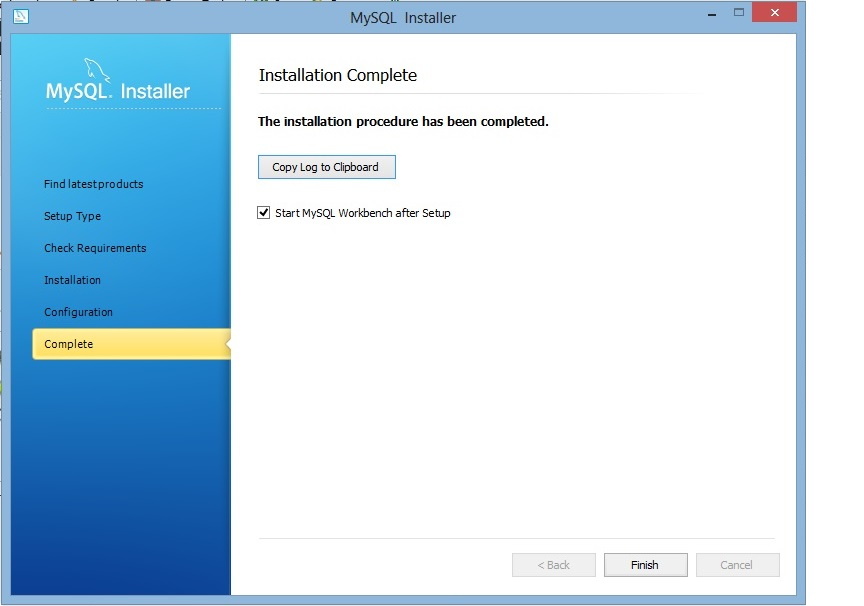 MySQL Installer
MySQL. Installer
Find latest products
Setup Type
Check Requirements
Installation
Configuration
Complete
Installation Complete
The installation procedure has been completed.
Copy Log to Clipboard
Start MySQL Workbench after Setup
< Back
Finish
Cancel